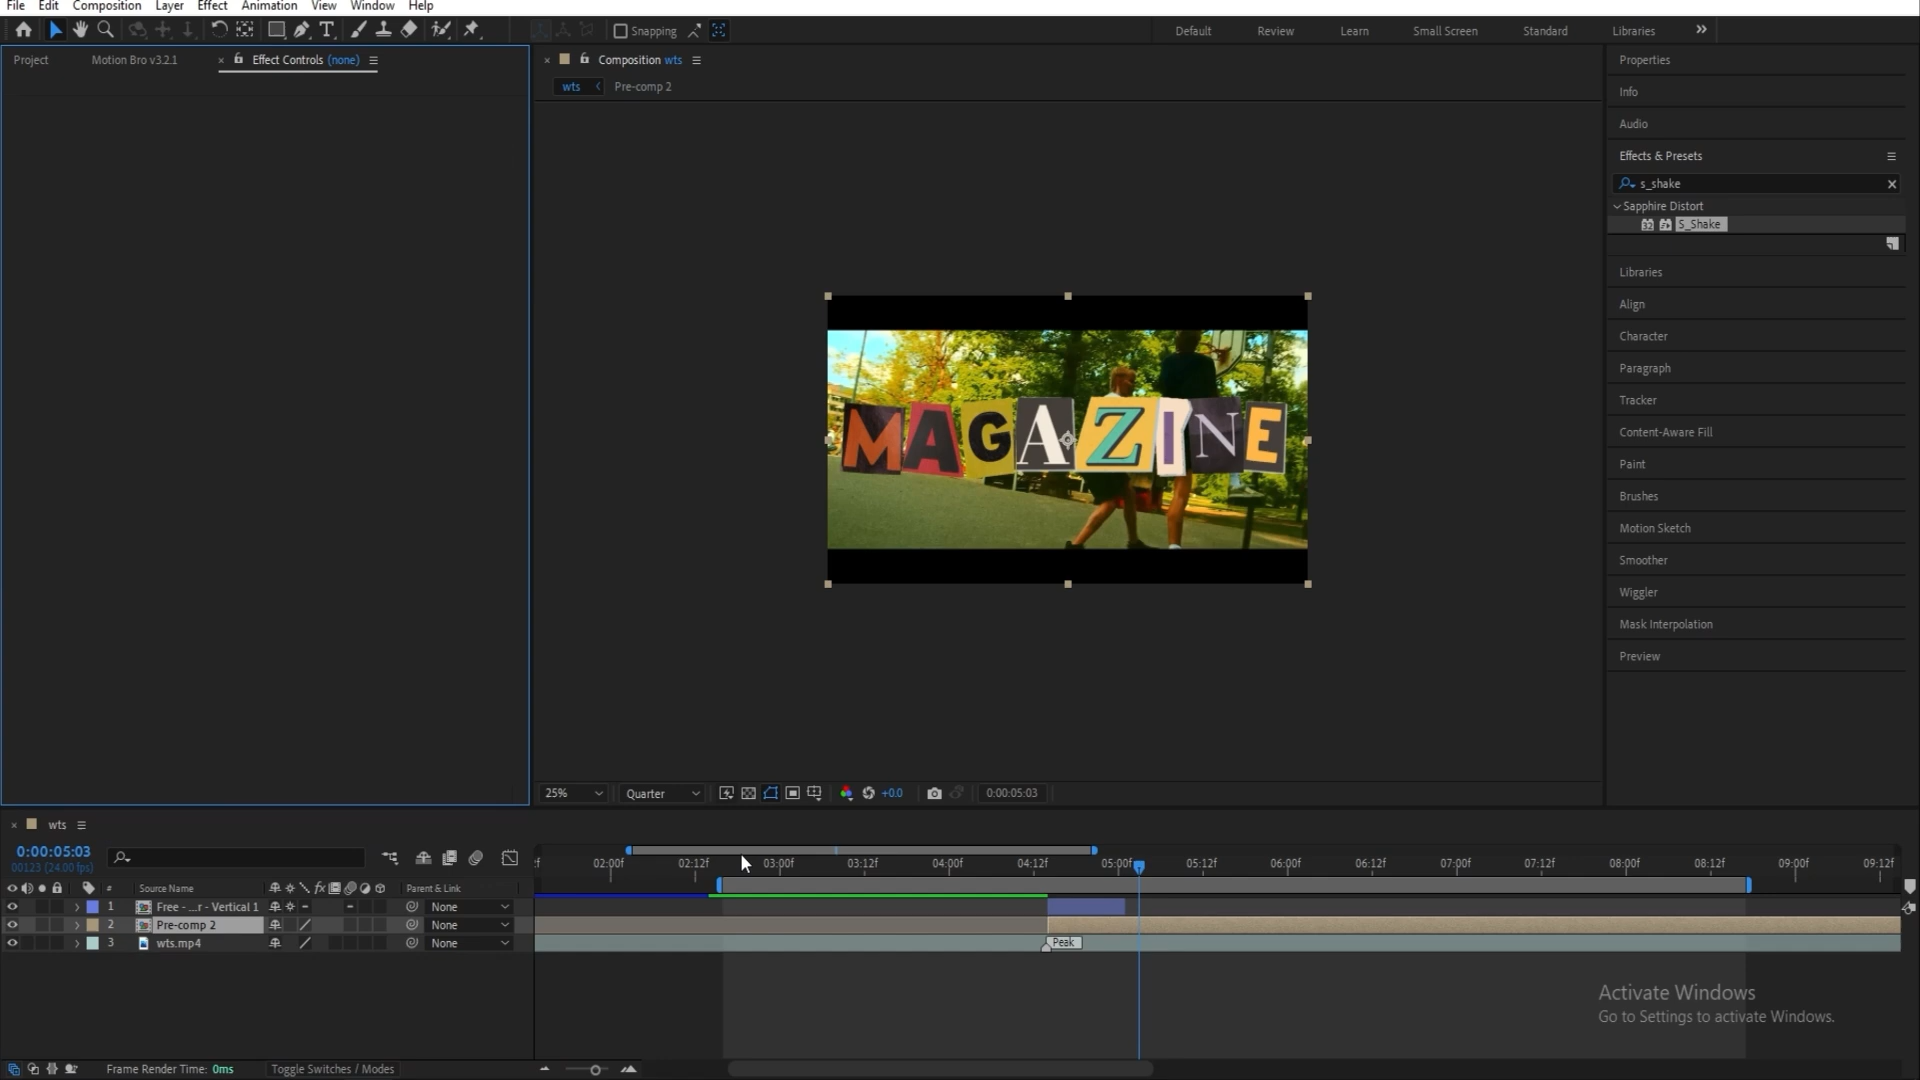 File Edit Composition Layer Effect Animation View Window Help
Snapping
Default Review Learn Small Screen Standard Libraries
Project Motion Bro v3.2.1 × Effect Controls (none)
× Composition wts
wts Pre-comp 2
MAGAZINE
25% Quarter +0.0 0:00:05:03
Properties
Info
Audio
Effects & Presets
s_shake
Sapphire Distort
32 S_Shake
Libraries
Align
Character
Paragraph
Tracker
Content-Aware Fill
Paint
Brushes
Motion Sketch
Smoother
Wiggler
Mask Interpolation
Preview
× wts
0:00:05:03
00123 (24.00 fps)
f 02:00f 02:12f 03:00f 03:12f 04:00f 04:12f 05:00f 05:12f 06:00f 06:12f 07:00f 07:12f 08:00f 08:12f 09:00f 09:12f
# Source Name fx Parent & Link
1 Free - ...r - Vertical 1 None
2 Pre-comp 2 None
3 wts.mp4 None
Peak
Activate Windows
Go to Settings to activate Windows.
Frame Render Time: 0ms Toggle Switches / Modes